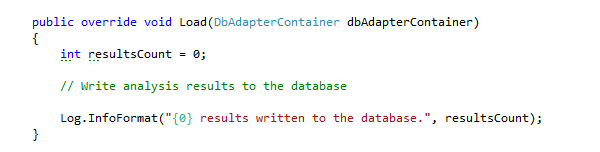 public override void Load(DbAdapterContainer dbAdapterContainer)
{
int resultsCount = 0;
// Write analysis results to the database
Log.InfoFormat("{0} results written to the database.", resultsCount);
}